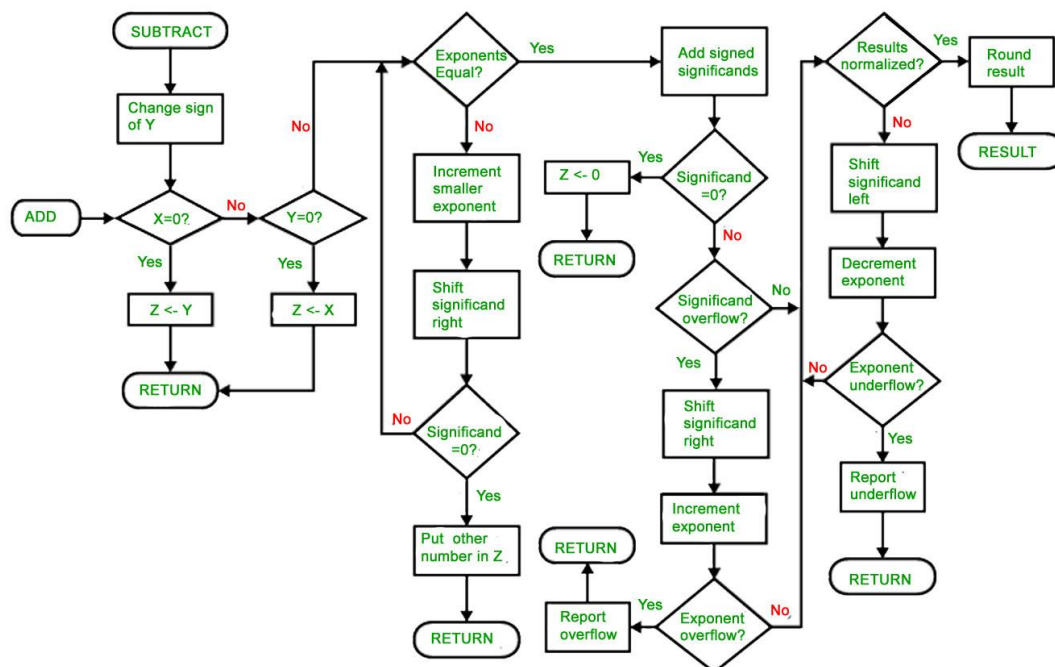 SUBTRACT
Change sign
of Y
ADD
X=0?
No
Yes
Z <- Y
RETURN
Y=0?
No
Yes
Z <- X
Exponents
Equal?
Yes
No
Increment
smaller
exponent
Shift
significand
right
Significand
=0?
No
Yes
Put other
number in Z
RETURN
Add signed
significands
Significand
=0?
Yes
Z <- 0
RETURN
No
Significand
overflow?
No
Yes
Shift
significand
right
Increment
exponent
Exponent
overflow?
Yes
Report
overflow
RETURN
No
Results
normalized?
Yes
Round
result
RESULT
No
Shift
significand
left
Decrement
exponent
Exponent
underflow?
No
Yes
Report
underflow
RETURN